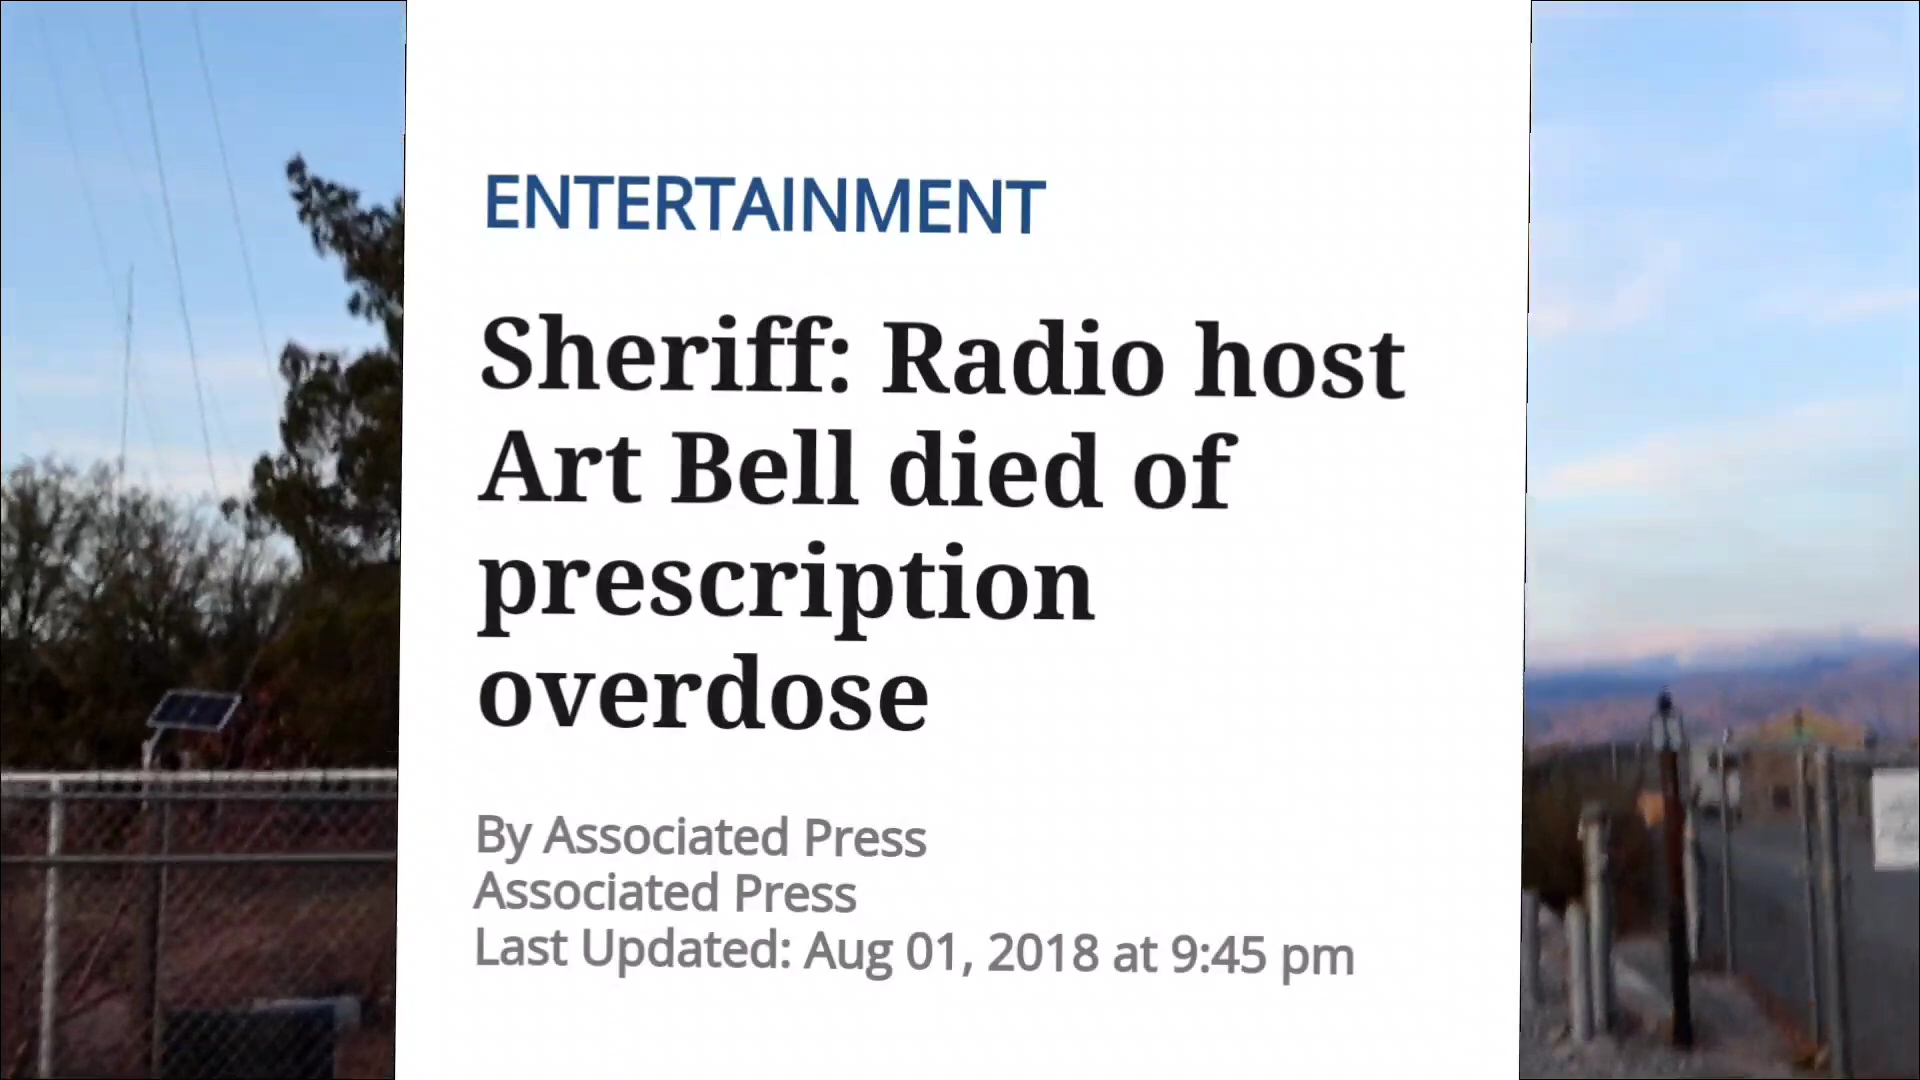 ENTERTAINMENT
Sheriff: Radio host
Art Bell died of
prescription
overdose
By Associated Press
Associated Press
Last Updated: Aug 01, 2018 at 9:45 pm